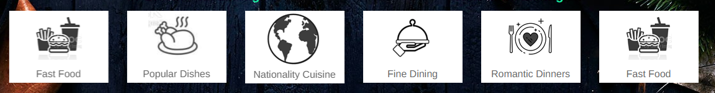 Fast Food
Popular Dishes
Nationality Cuisine
Fine Dining
Romantic Dinners
Fast Food